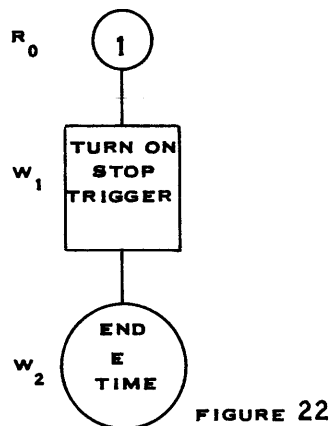 R0 1
W1 TURN ON
STOP
TRIGGER
W2 END
E
TIME
FIGURE 22